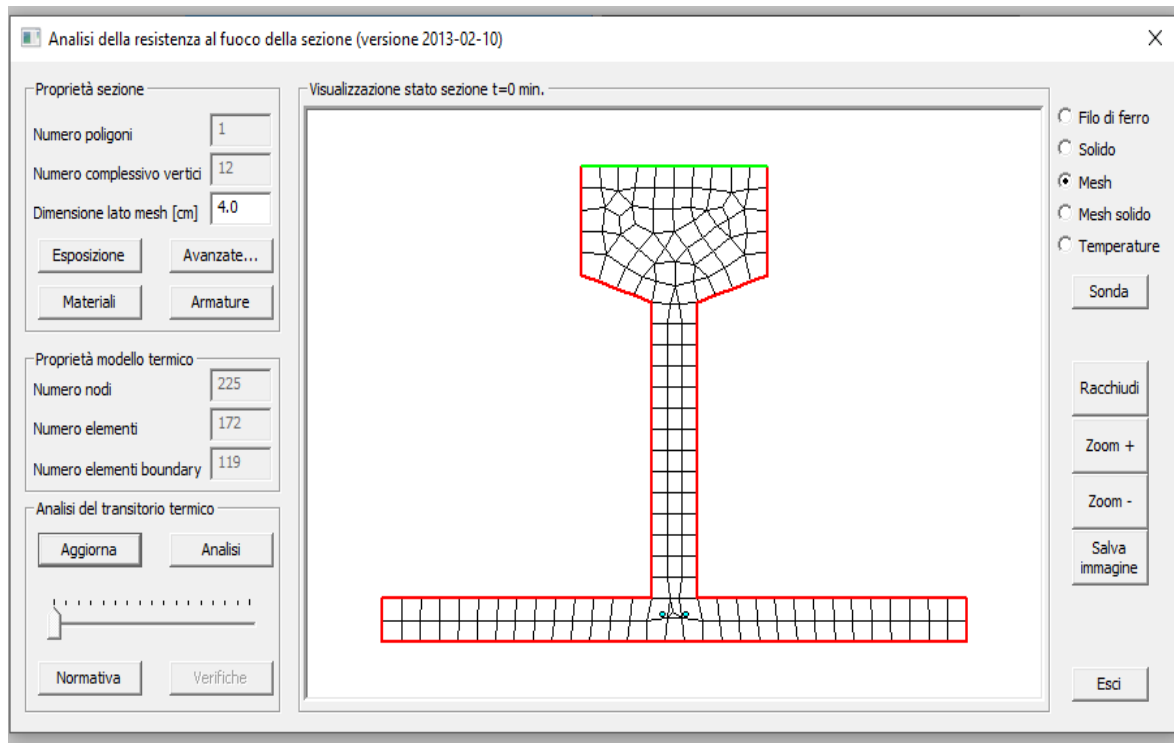 Analisi della resistenza al fuoco della sezione (versione 2013-02-10)
Proprietà sezione
Numero poligoni 1
Numero complessivo vertici 12
Dimensione lato mesh [cm] 4.0
Esposizione
Avanzate...
Materiali
Armature
Proprietà modello termico
Numero nodi 225
Numero elementi 172
Numero elementi boundary 119
Analisi del transitorio termico
Aggiorna
Analisi
Normativa
Verifiche
Visualizzazione stato sezione t=0 min.
Filo di ferro
Solido
Mesh
Mesh solido
Temperature
Sonda
Racchiudi
Zoom +
Zoom -
Salva
immagine
Esci